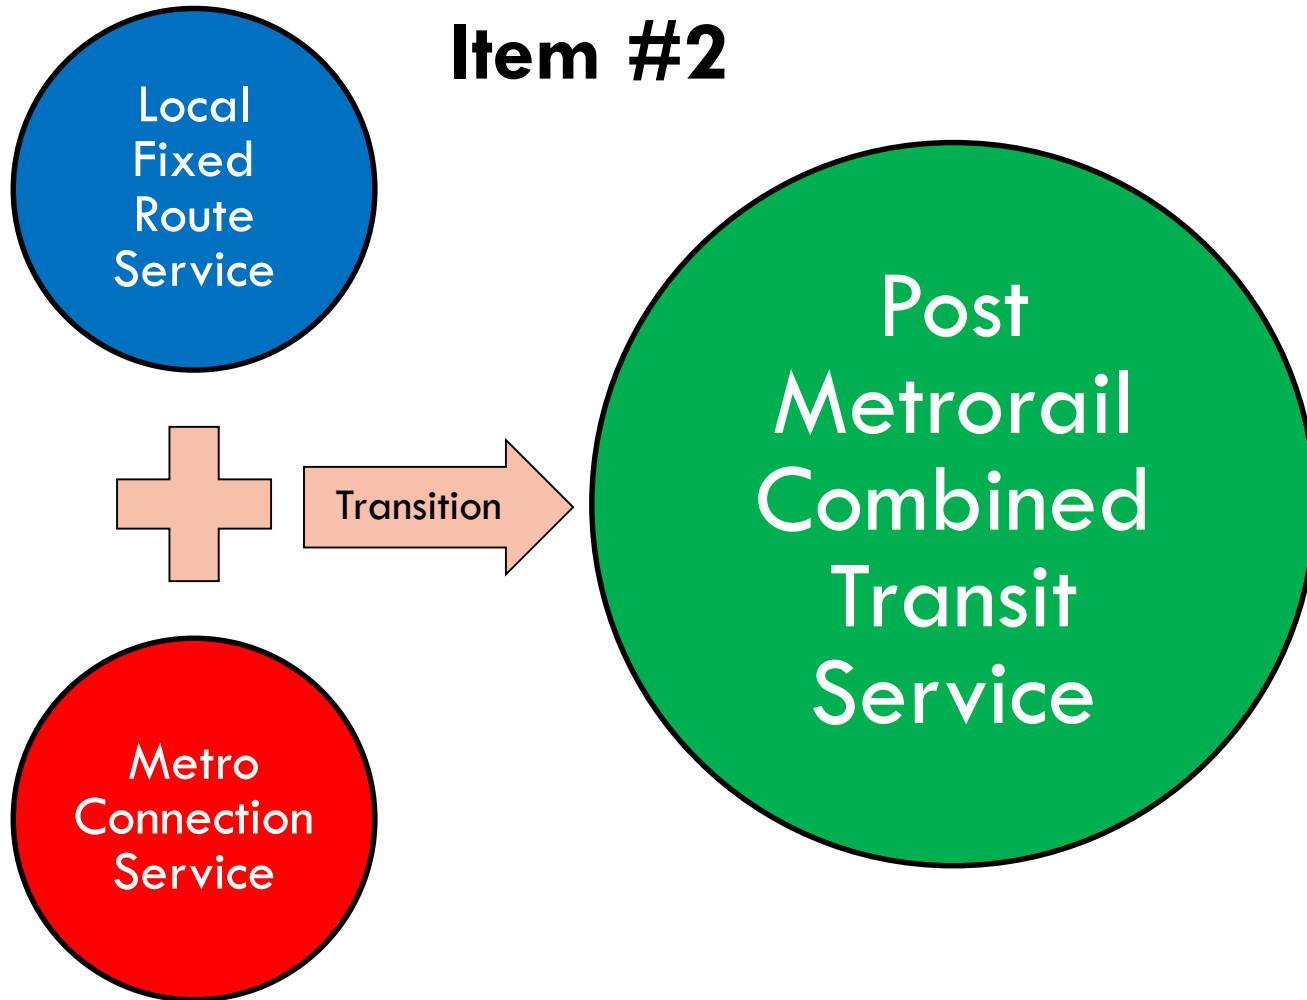 Item #2
Local
Fixed
Route
Service
Transition
Metro
Connection
Service
Post
Metrorail
Combined
Transit
Service